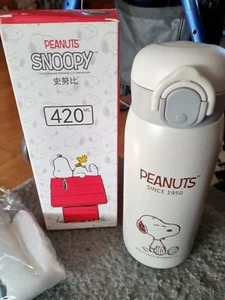 PEANUTS
SNOOPY
史努比
420ML
PEANUTS
SINCE 1950